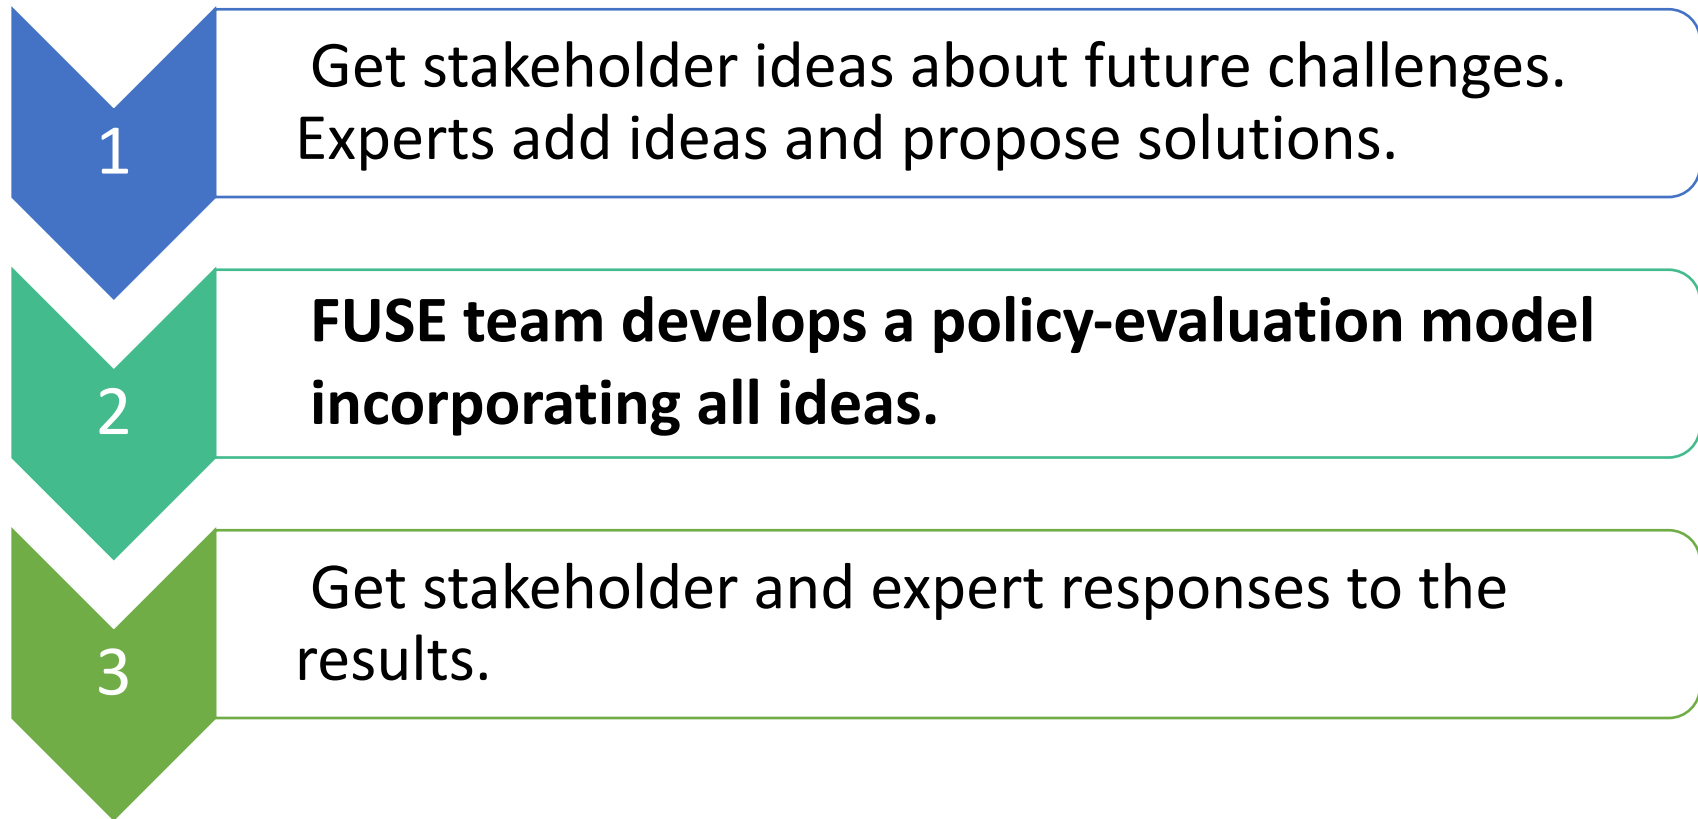 1
Get stakeholder ideas about future challenges.
Experts add ideas and propose solutions.
2
FUSE team develops a policy-evaluation model
incorporating all ideas.
3
Get stakeholder and expert responses to the
results.